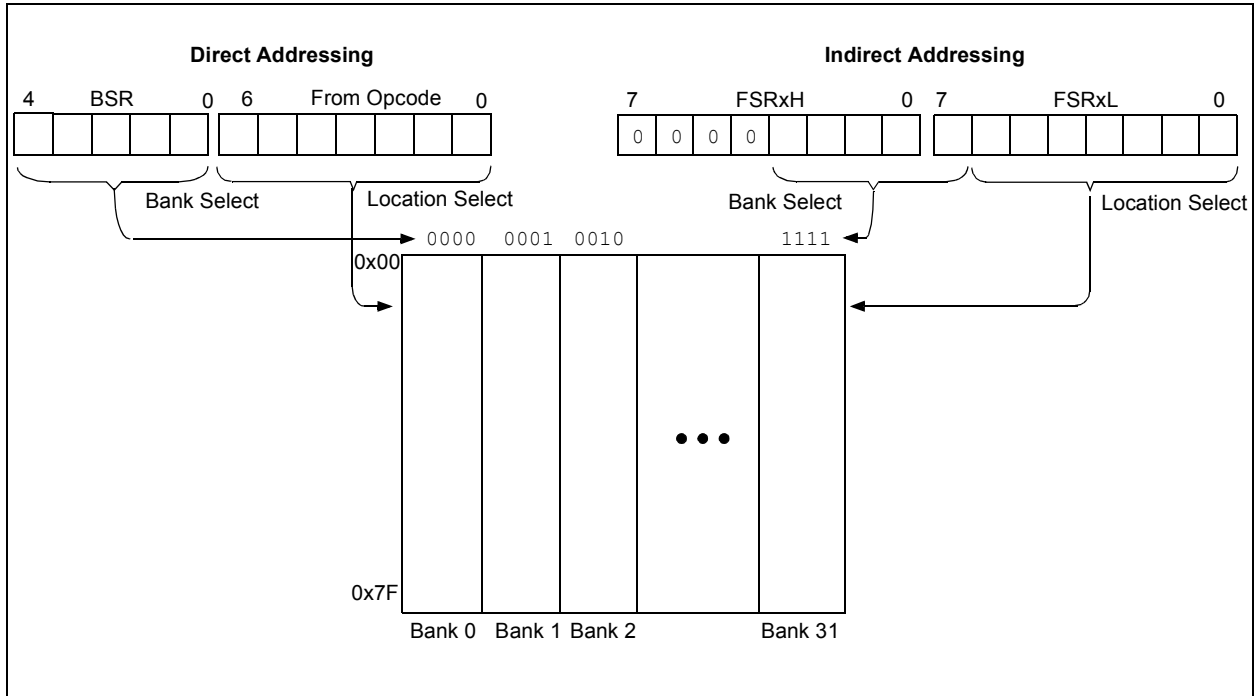 Direct Addressing
Indirect Addressing
4 BSR 0 6 From Opcode 0
7 FSRxH 0 7 FSRxL 0
0 0 0 0
Bank Select Location Select
Bank Select Location Select
0000 0001 0010 1111
0x00
0x7F
Bank 0 Bank 1 Bank 2 Bank 31